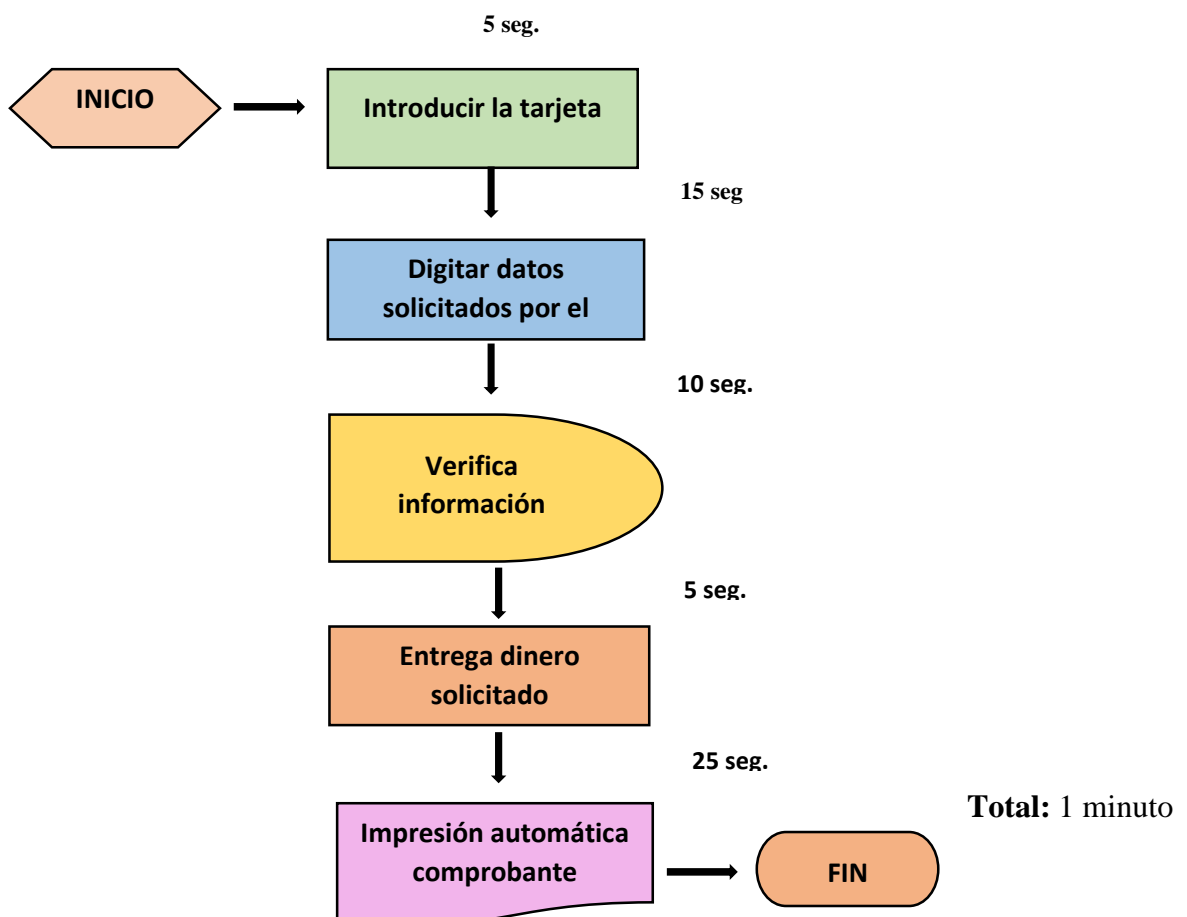 5 seg.
INICIO
Introducir la tarjeta
15 seg
Digitar datos
solicitados por el
10 seg.
Verifica
información
5 seg.
Entrega dinero
solicitado
25 seg.
Total: 1 minuto
Impresión automática
comprobante
FIN